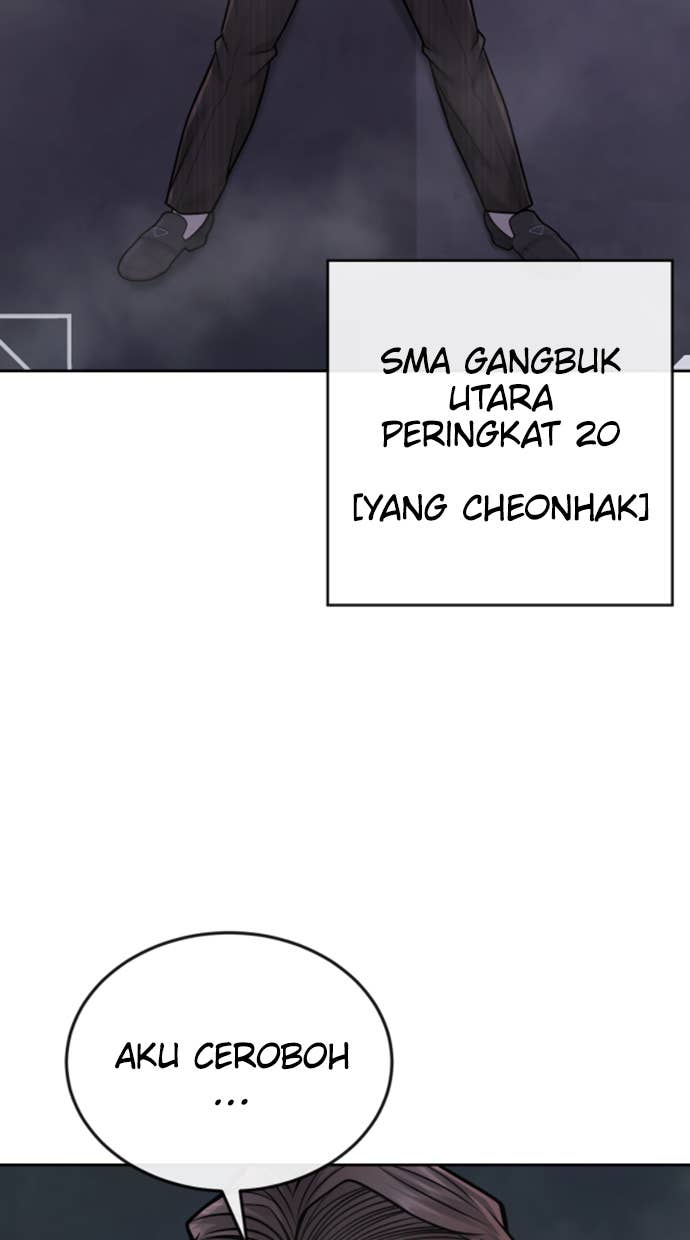 SMA GANGBUK
UTARA
PERINGKAT 20
[YANG CHEONHAK]
AKU CEROBOH
...